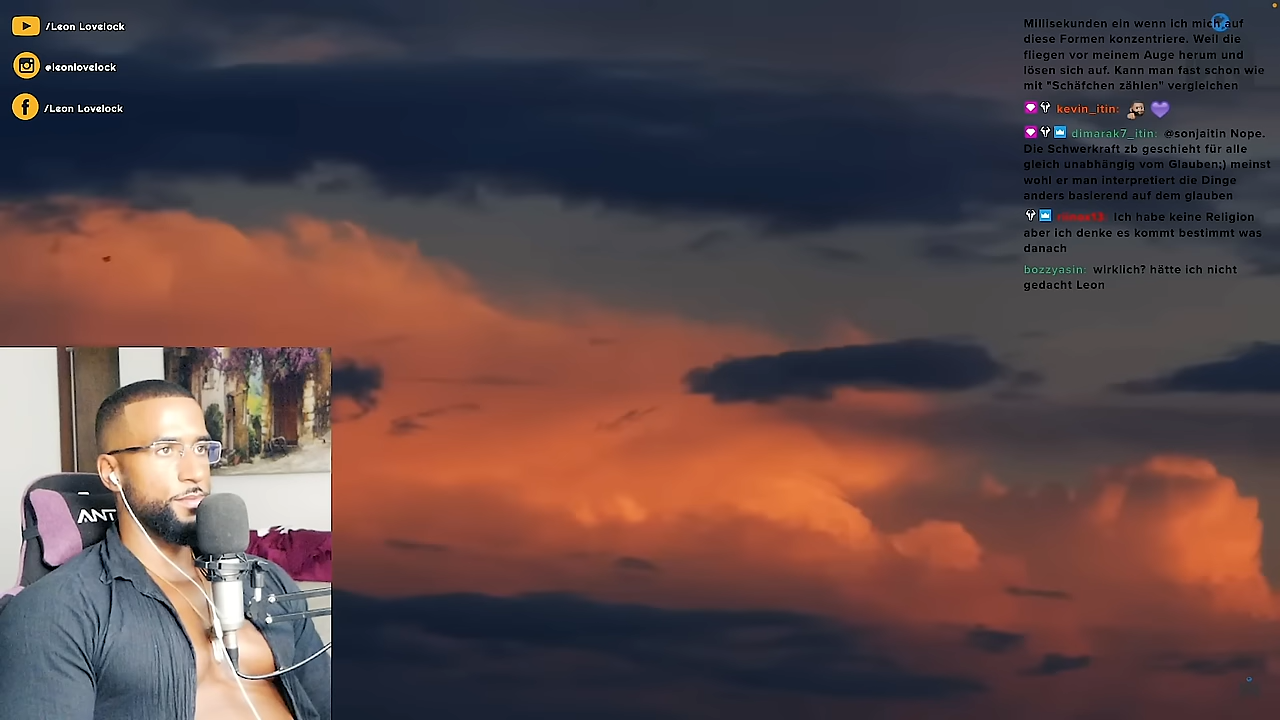 /Leon Lovelock
@leonlovelock
/Leon Lovelock
Millisekunden ein wenn ich mich auf
diese Formen konzentriere. Weil die
fliegen vor meinem Auge herum und
lösen sich auf. Kann man fast schon wie
mit "Schäfchen zählen" vergleichen
kevin_itin:
dimarak7_itin: @sonjaitin Nope.
Die Schwerkraft zb geschieht für alle
gleich unabhängig vom Glauben;) meinst
wohl er man interpretiert die Dinge
anders basierend auf dem glauben
Ich habe keine Religion
aber ich denke es kommt bestimmt was
danach
bozzyasin: wirklich? hätte ich nicht
gedacht Leon
ANT